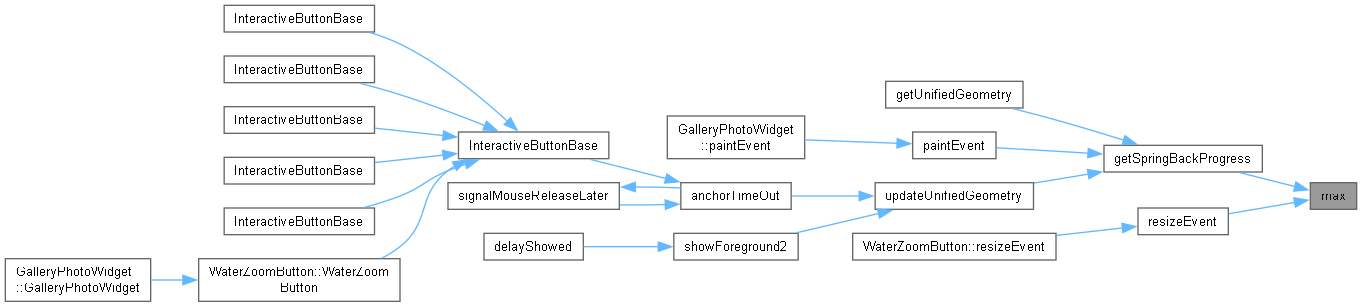 InteractiveButtonBase
InteractiveButtonBase
InteractiveButtonBase
InteractiveButtonBase
InteractiveButtonBase
GalleryPhotoWidget
::GalleryPhotoWidget
WaterZoomButton::WaterZoom
Button
InteractiveButtonBase
signalMouseReleaseLater
delayShowed
GalleryPhotoWidget
::paintEvent
anchorTimeOut
showForeground2
getUnifiedGeometry
paintEvent
updateUnifiedGeometry
WaterZoomButton::resizeEvent
getSpringBackProgress
resizeEvent
max